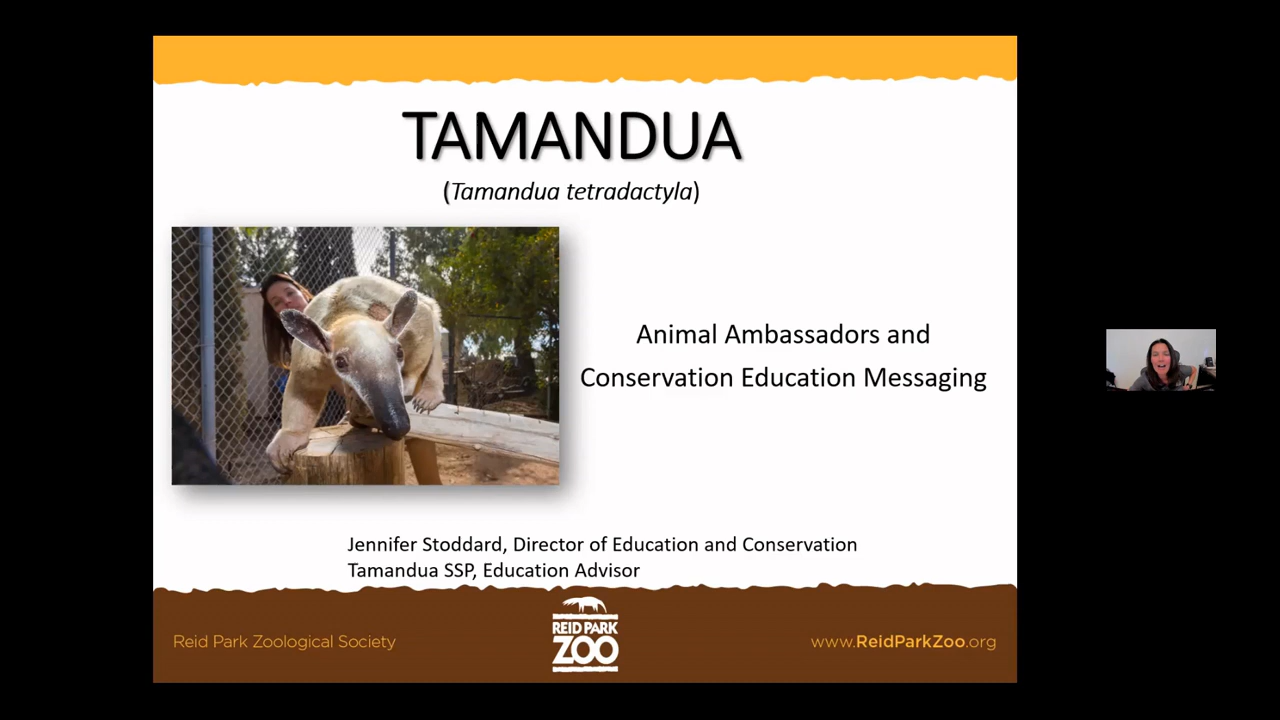 TAMANDUA
(Tamandua tetradactyla)
Animal Ambassadors and
Conservation Education Messaging
Jennifer Stoddard, Director of Education and Conservation
Tamandua SSP, Education Advisor
Reid Park Zoological Society
REID PARK
ZOO
www.ReidParkZoo.org